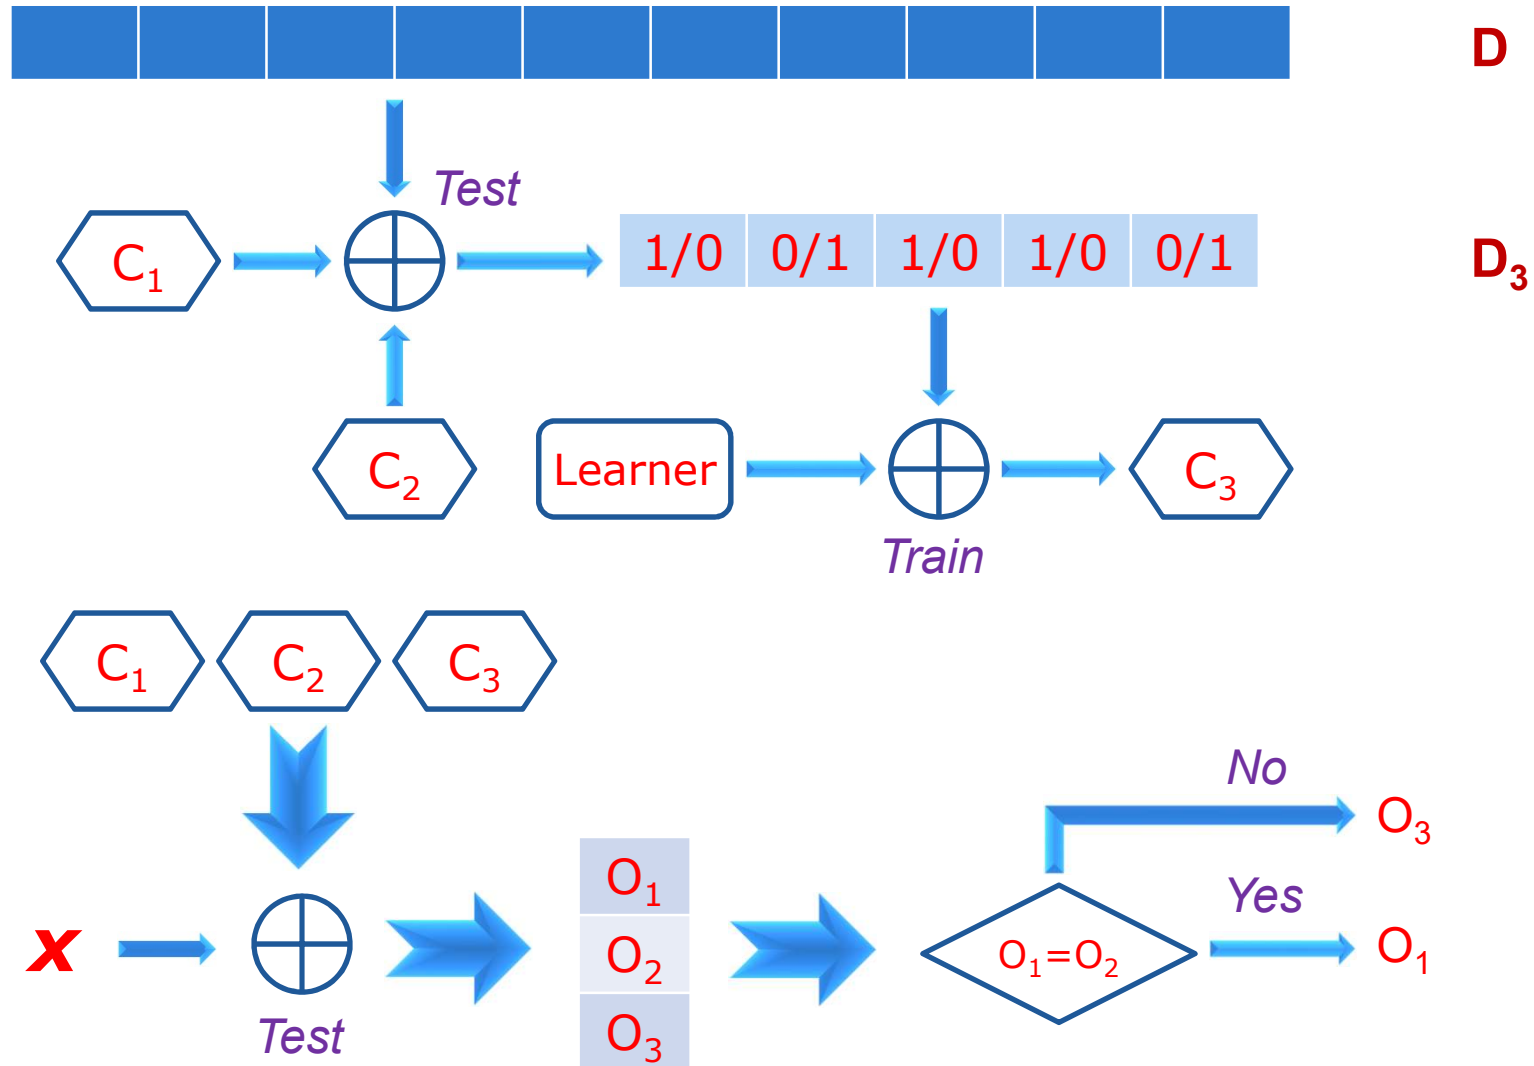 D
Test
C₁
1/0 0/1 1/0 1/0 0/1
D₃
C₂
Learner
C₃
Train
C₁ C₂ C₃
No
O₃
O₁
Yes
x
O₂
O₁=O₂
O₁
Test
O₃